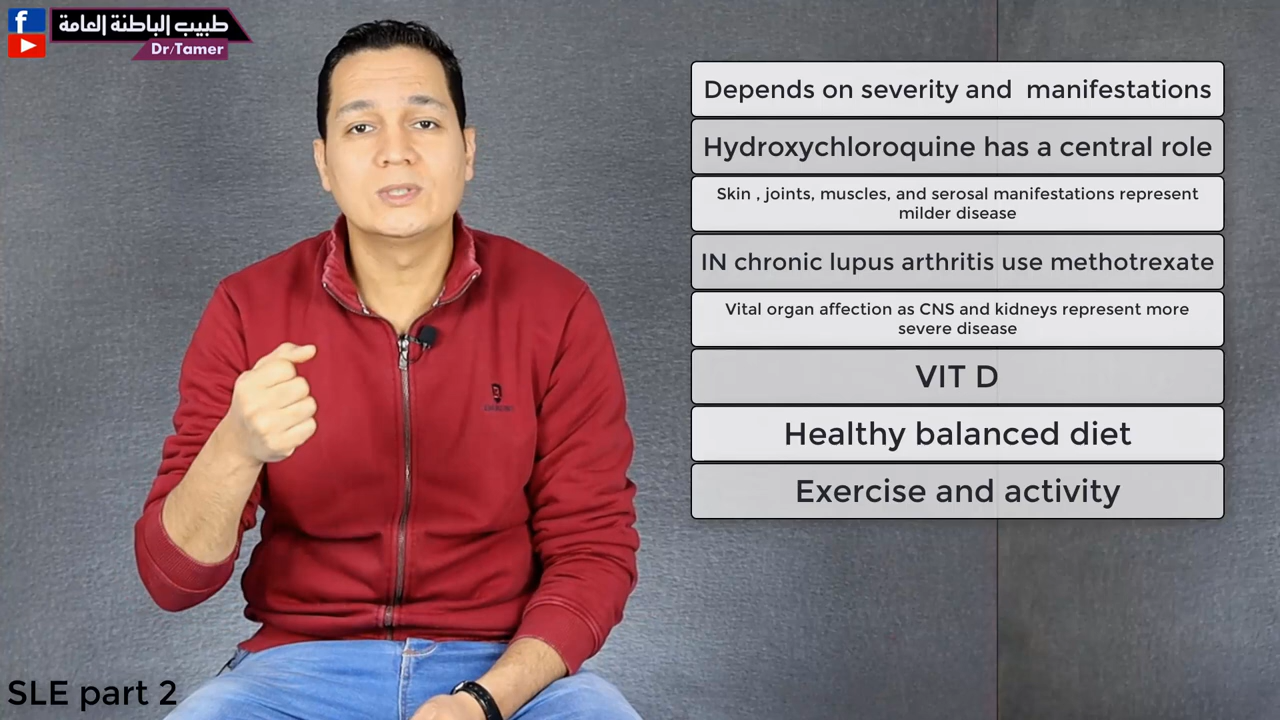 طبيب الباطنة العامة
Dr/Tamer
Depends on severity and manifestations
Hydroxychloroquine has a central role
Skin , joints, muscles, and serosal manifestations represent
milder disease
IN chronic lupus arthritis use methotrexate
Vital organ affection as CNS and kidneys represent more
severe disease
VIT D
Healthy balanced diet
Exercise and activity
SLE part 2